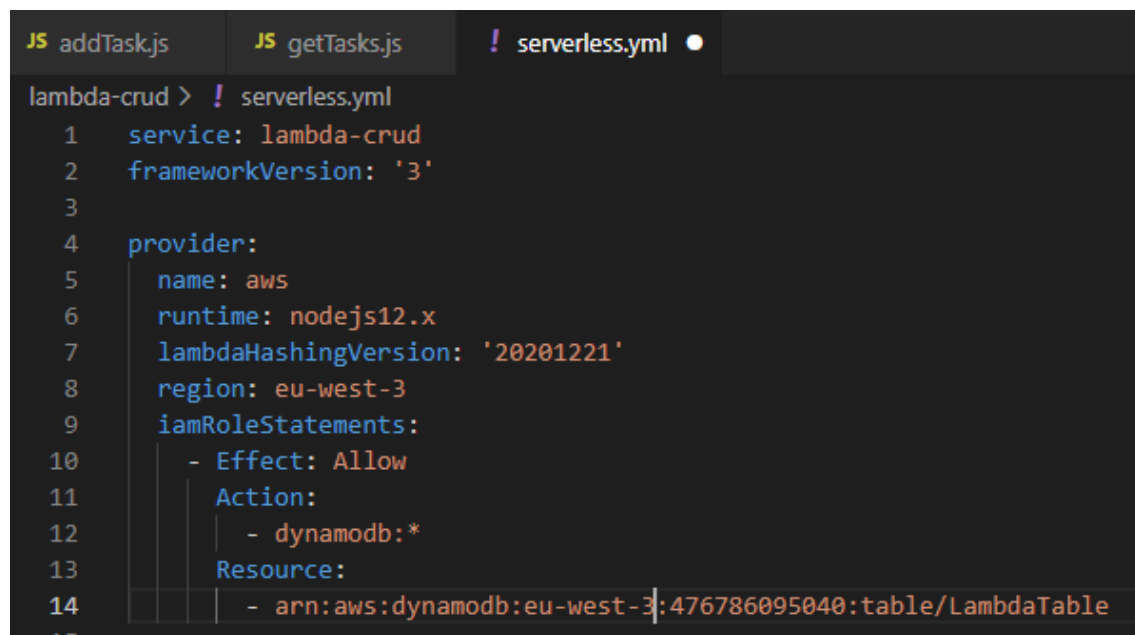 JS addTask.js JS getTasks.js ! serverless.yml
lambda-crud > ! serverless.yml
1 service: lambda-crud
2 frameworkVersion: '3'
3
4 provider:
5 name: aws
6 runtime: nodejs12.x
7 lambdaHashingVersion: '20201221'
8 region: eu-west-3
9 iamRoleStatements:
10 - Effect: Allow
11 Action:
12 - dynamodb:*
13 Resource:
14 - arn:aws:dynamodb:eu-west-3:476786095040:table/LambdaTable